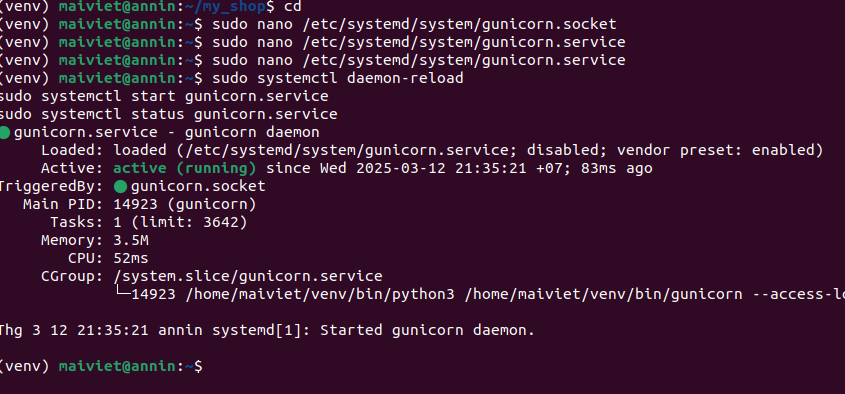 (venv) maiviet@annin:~/my_shop$ cd
(venv) maiviet@annin:~$ sudo nano /etc/systemd/system/gunicorn.socket
(venv) maiviet@annin:~$ sudo nano /etc/systemd/system/gunicorn.service
(venv) maiviet@annin:~$ sudo nano /etc/systemd/system/gunicorn.service
(venv) maiviet@annin:~$ sudo systemctl daemon-reload
sudo systemctl start gunicorn.service
sudo systemctl status gunicorn.service
● gunicorn.service - gunicorn daemon
     Loaded: loaded (/etc/systemd/system/gunicorn.service; disabled; vendor preset: enabled)
     Active: active (running) since Wed 2025-03-12 21:35:21 +07; 83ms ago
TriggeredBy: ● gunicorn.socket
   Main PID: 14923 (gunicorn)
      Tasks: 1 (limit: 3642)
     Memory: 3.5M
        CPU: 52ms
     CGroup: /system.slice/gunicorn.service
             └─14923 /home/maiviet/venv/bin/python3 /home/maiviet/venv/bin/gunicorn --access-lo
Thg 3 12 21:35:21 annin systemd[1]: Started gunicorn daemon.
(venv) maiviet@annin:~$